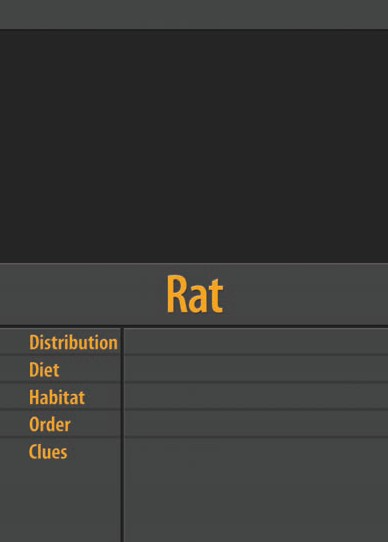 Rat
Distribution
Diet
Habitat
Order
Clues